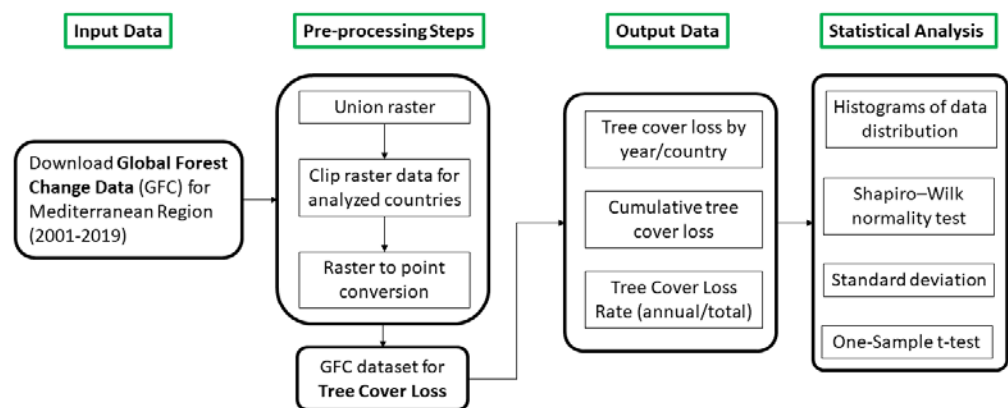 Input Data
Pre-processing Steps
Output Data
Statistical Analysis
Download Global Forest
Change Data (GFC) for
Mediterranean Region
(2001-2019)
Union raster
Clip raster data for
analyzed countries
Raster to point
conversion
GFC dataset for
Tree Cover Loss
Tree cover loss by
year/country
Cumulative tree
cover loss
Tree Cover Loss
Rate (annual/total)
Histograms of data
distribution
Shapiro–Wilk
normality test
Standard deviation
One-Sample t-test